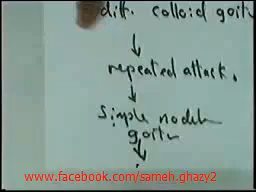 diff. colloid goitre
↓
repeated attack.
↓
simple nodular
goitre
↓
www.facebook.com/sameh.ghazy2